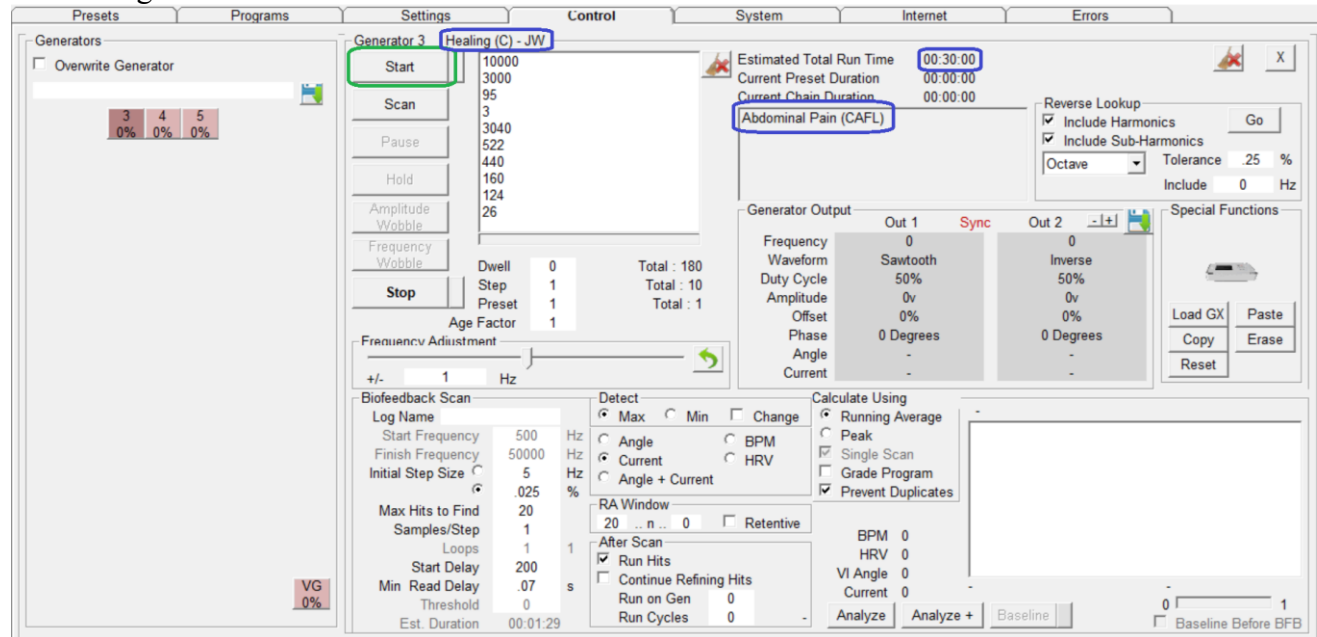 Presets Programs Settings Control System Internet Errors
Generators
Overwrite Generator
3 4 5
0% 0% 0%
VG
0%
Generator 3 Healing (C) - JW
Start
Scan
Pause
Hold
Amplitude
Wobble
Frequency
Wobble
Stop
10000
3000
95
3
3040
522
440
160
124
26
Dwell 0 Total : 180
Step 1 Total : 10
Preset 1 Total : 1
Age Factor 1
Frequency Adjustment
+/- 1 Hz
Estimated Total Run Time 00:30:00
Current Preset Duration 00:00:00
Current Chain Duration 00:00:00
X
Abdominal Pain (CAFL)
Reverse Lookup
Include Harmonics Go
Include Sub-Harmonics
Octave Tolerance .25 %
Include 0 Hz
Generator Output
Out 1 Sync Out 2 - +
Frequency 0 0
Waveform Sawtooth Inverse
Duty Cycle 50% 50%
Amplitude 0v 0v
Offset 0% 0%
Phase 0 Degrees 0 Degrees
Angle - -
Current - -
Special Functions
Load GX Paste
Copy Erase
Reset
Biofeedback Scan
Log Name
Start Frequency 500 Hz
Finish Frequency 50000 Hz
Initial Step Size 5 Hz
.025 %
Max Hits to Find 20
Samples/Step 1
Loops 1 1
Start Delay 200
Min Read Delay .07 s
Threshold 0
Est. Duration 00:01:29
Detect
Max Min Change
Angle BPM
Current HRV
Angle + Current
RA Window
20 .. n .. 0 Retentive
After Scan
Run Hits
Continue Refining Hits
Run on Gen 0
Run Cycles 0 -
Calculate Using
Running Average
Peak
Single Scan
Grade Program
Prevent Duplicates
BPM 0
HRV 0
VI Angle 0
Current 0
-
- -
0 1
Analyze Analyze + Baseline
Baseline Before BFB